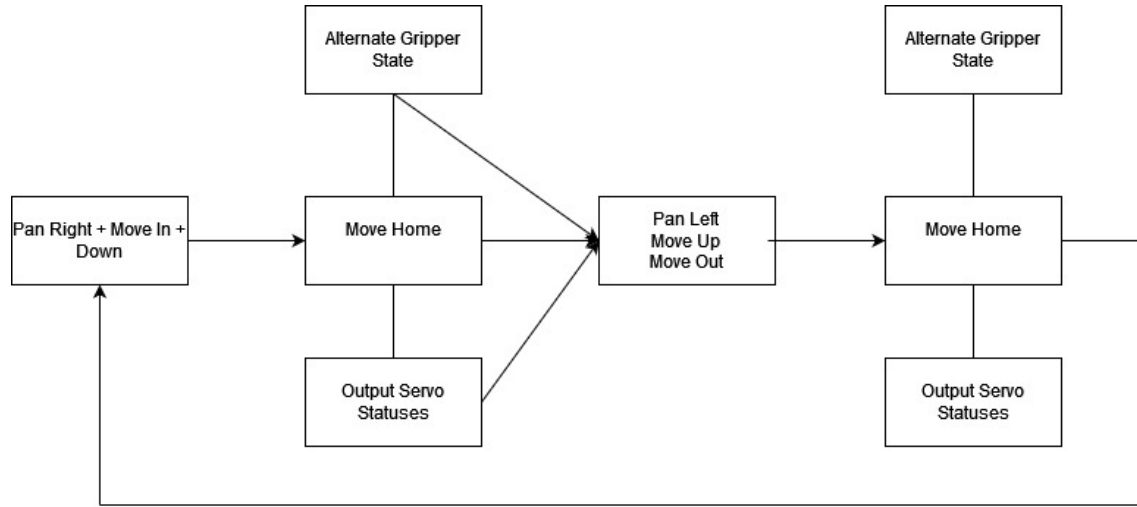 Alternate Gripper
State
Alternate Gripper
State
Pan Right + Move In +
Down
Move Home
Pan Left
Move Up
Move Out
Move Home
Output Servo
Statuses
Output Servo
Statuses